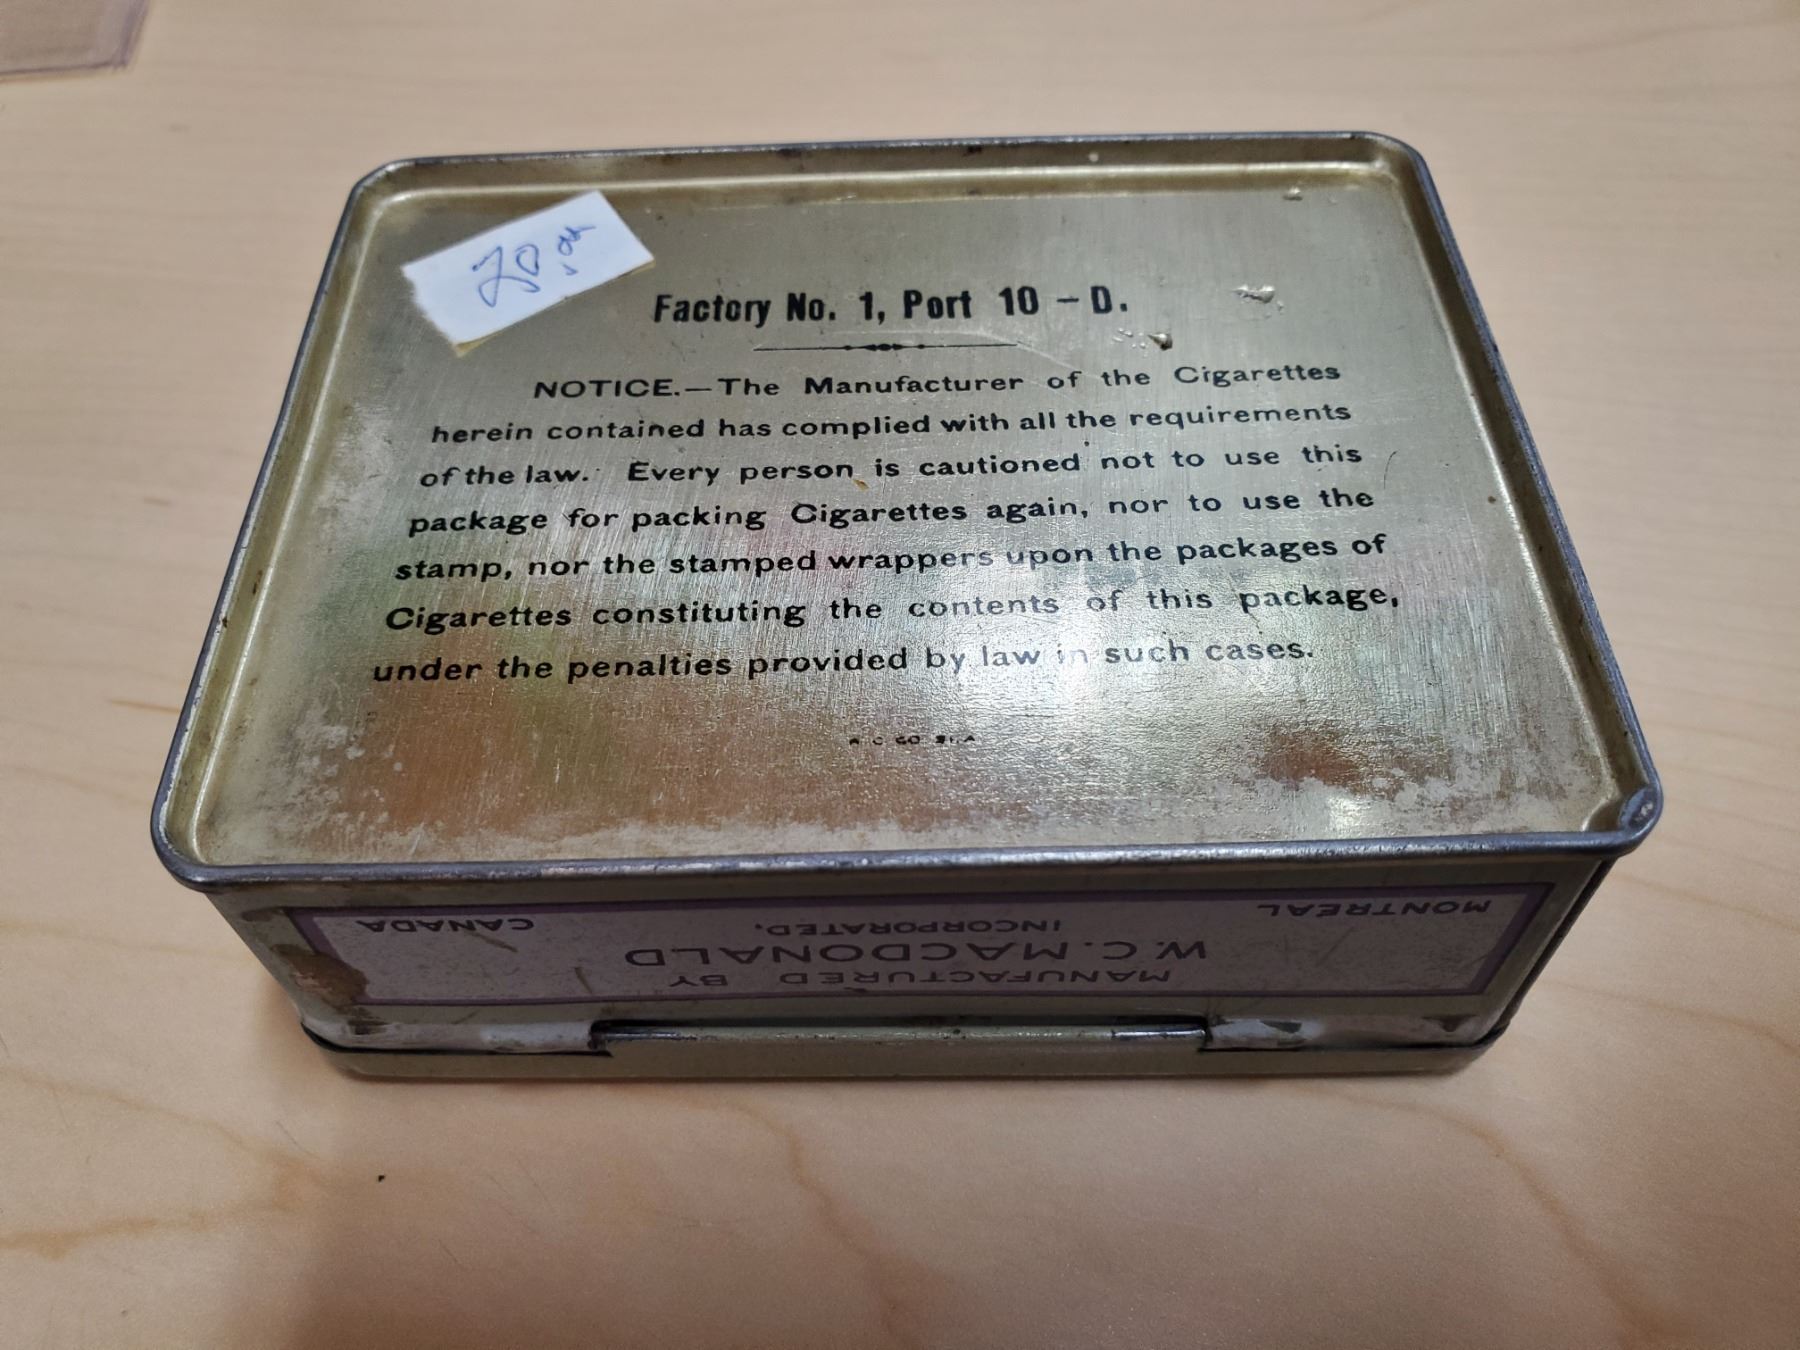 Factory No. 1, Port 10 - D.
NOTICE.—The Manufacturer of the Cigarettes
herein contained has complied with all the requirements
of the law. Every person is cautioned not to use this
package for packing Cigarettes again, nor to use the
stamp, nor the stamped wrappers upon the packages of
Cigarettes constituting the contents of this package,
under the penalties provided by law in such cases.
MANUFACTURED BY
W.C. MACDONALD
INCORPORATED.
MONTREAL CANADA